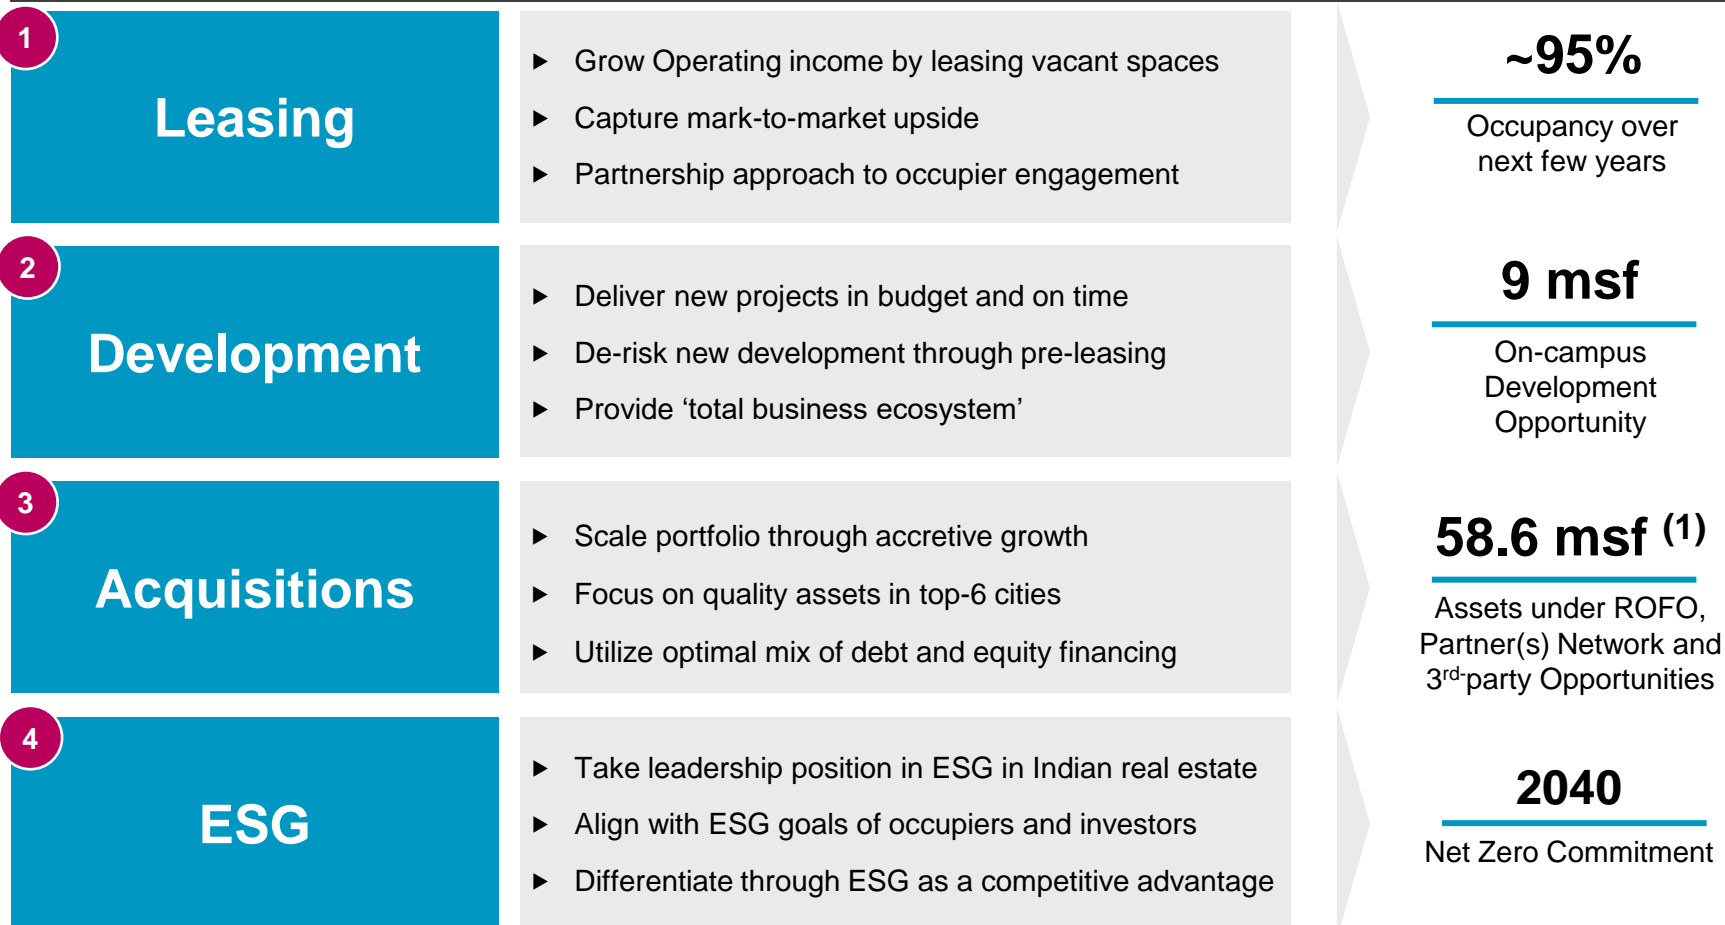 1
Leasing
► Grow Operating income by leasing vacant spaces
► Capture mark-to-market upside
► Partnership approach to occupier engagement
~95%
Occupancy over
next few years
2
Development
► Deliver new projects in budget and on time
► De-risk new development through pre-leasing
► Provide ‘total business ecosystem’
9 msf
On-campus
Development
Opportunity
3
Acquisitions
► Scale portfolio through accretive growth
► Focus on quality assets in top-6 cities
► Utilize optimal mix of debt and equity financing
58.6 msf (1)
Assets under ROFO,
Partner(s) Network and
3rd-party Opportunities
4
ESG
► Take leadership position in ESG in Indian real estate
► Align with ESG goals of occupiers and investors
► Differentiate through ESG as a competitive advantage
2040
Net Zero Commitment